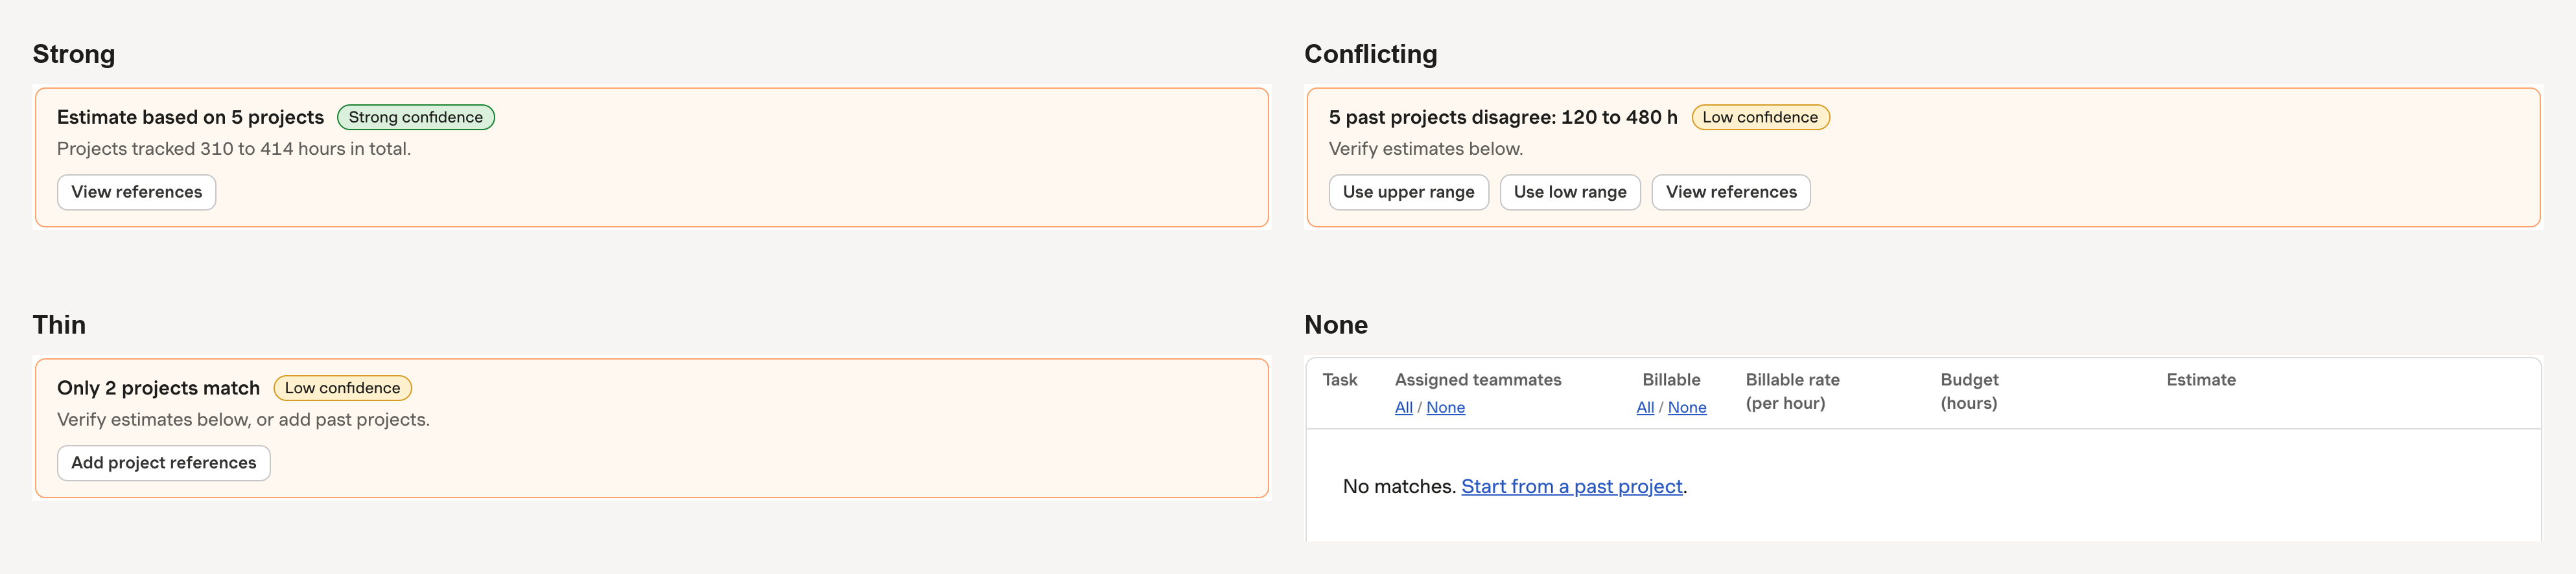 Strong
Estimate based on 5 projects Strong confidence
Projects tracked 310 to 414 hours in total.
View references
Conflicting
5 past projects disagree: 120 to 480 h Low confidence
Verify estimates below.
Use upper range Use low range View references
Thin
Only 2 projects match Low confidence
Verify estimates below, or add past projects.
Add project references
None
Task Assigned teammates Billable Billable rate Budget Estimate
(per hour) (hours)
All / None All / None
No matches. Start from a past project.